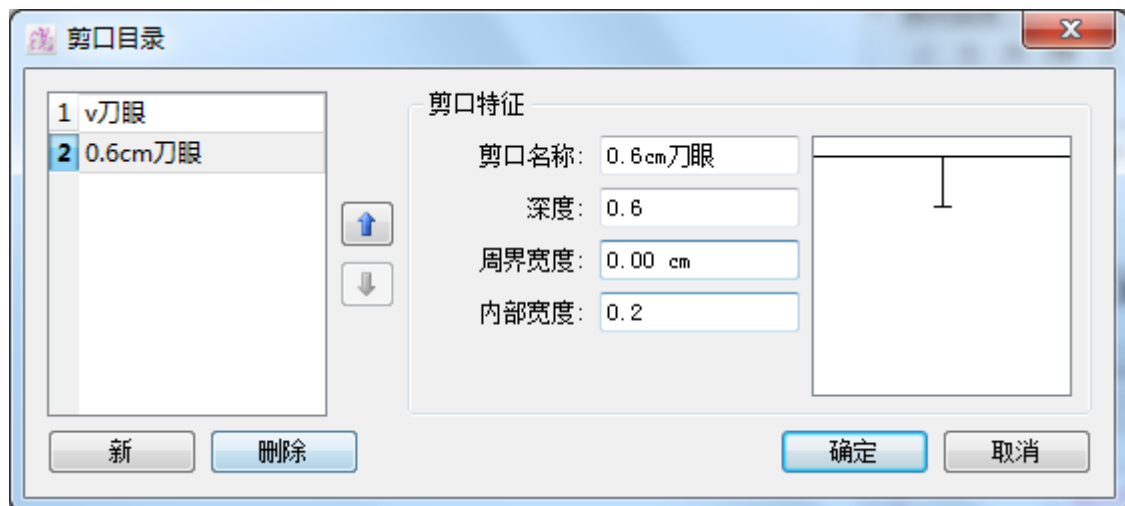 剪口目录
1 v刀眼
2 0.6cm刀眼
剪口特征
剪口名称: 0.6cm刀眼
深度: 0.6
周界宽度: 0.00 cm
内部宽度: 0.2
新 删除 确定 取消